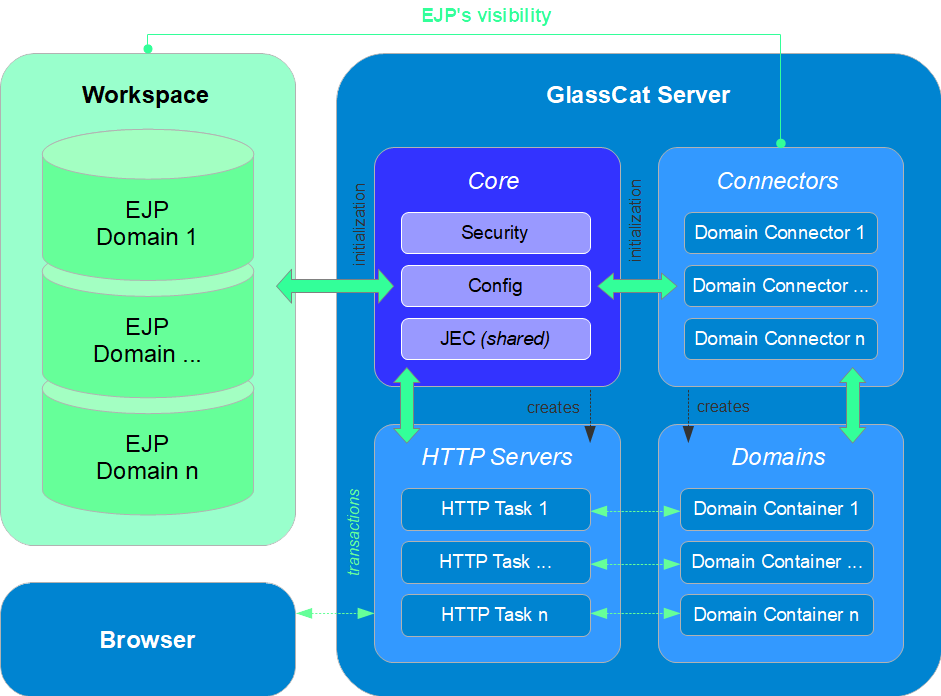 EJP's visibility
Workspace
EJP
Domain 1
EJP
Domain ...
EJP
Domain n
Browser
GlassCat Server
initialization
Core
Security
Config
JEC (shared)
initialization
Connectors
Domain Connector 1
Domain Connector ...
Domain Connector n
creates
creates
transactions
HTTP Servers
HTTP Task 1
HTTP Task ...
HTTP Task n
Domains
Domain Container 1
Domain Container ...
Domain Container n